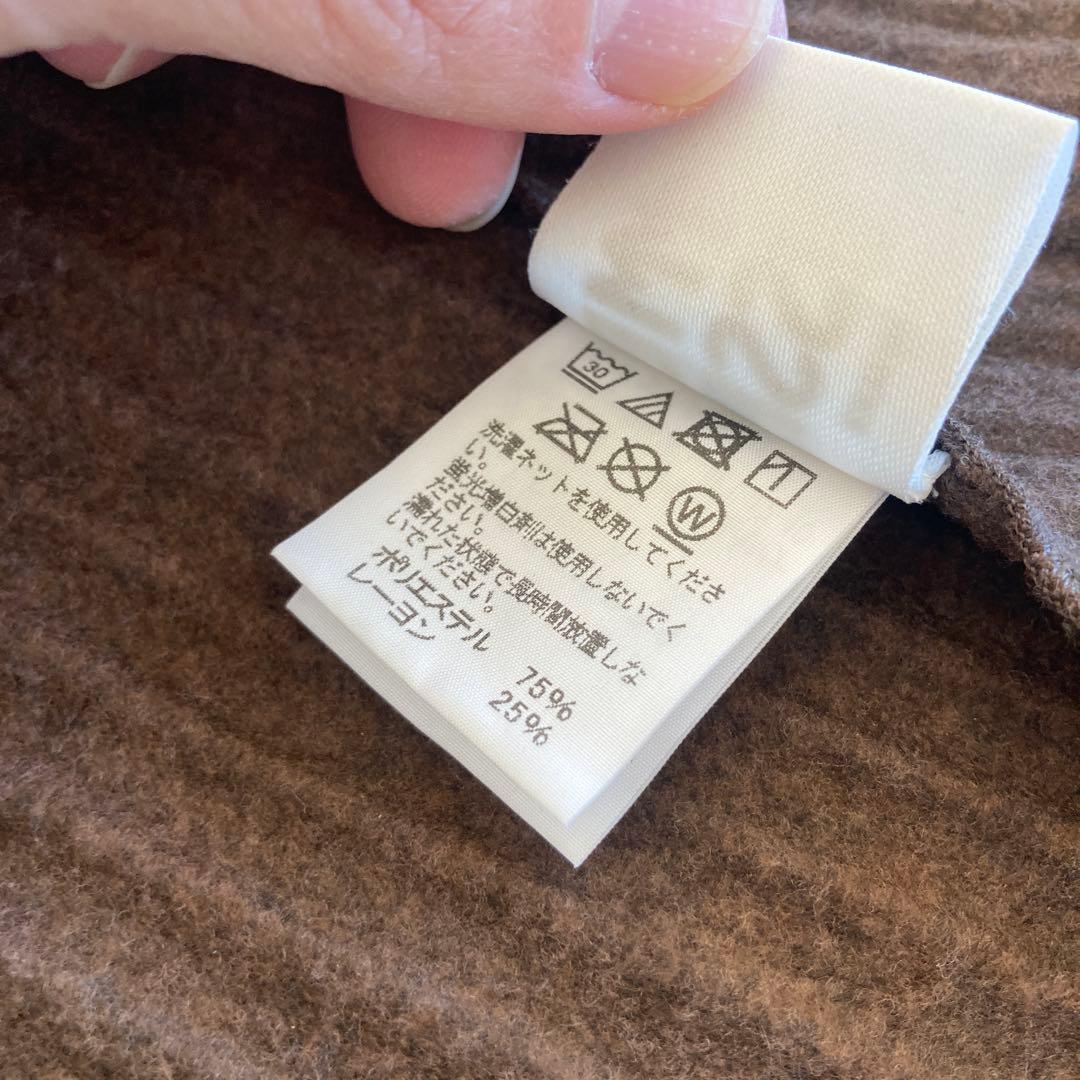 30
W
洗濯ネットを使用してくださ
い。
蛍光増白剤は使用しないでく
ださい。
濡れた状態で長時間放置しな
いでください。
ポリエステル 75%
レーヨン 25%